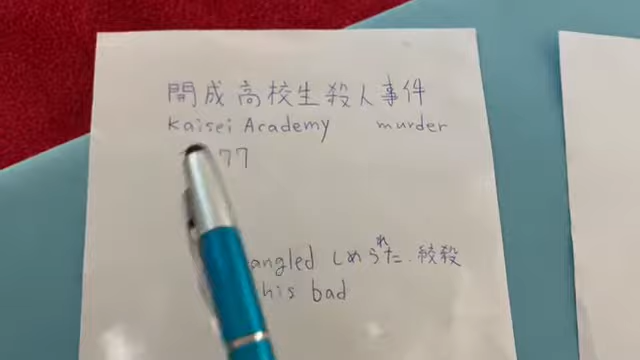 開成高校生殺人事件
Kaisei Academy murder
77
angled しめられた.絞殺
his bad